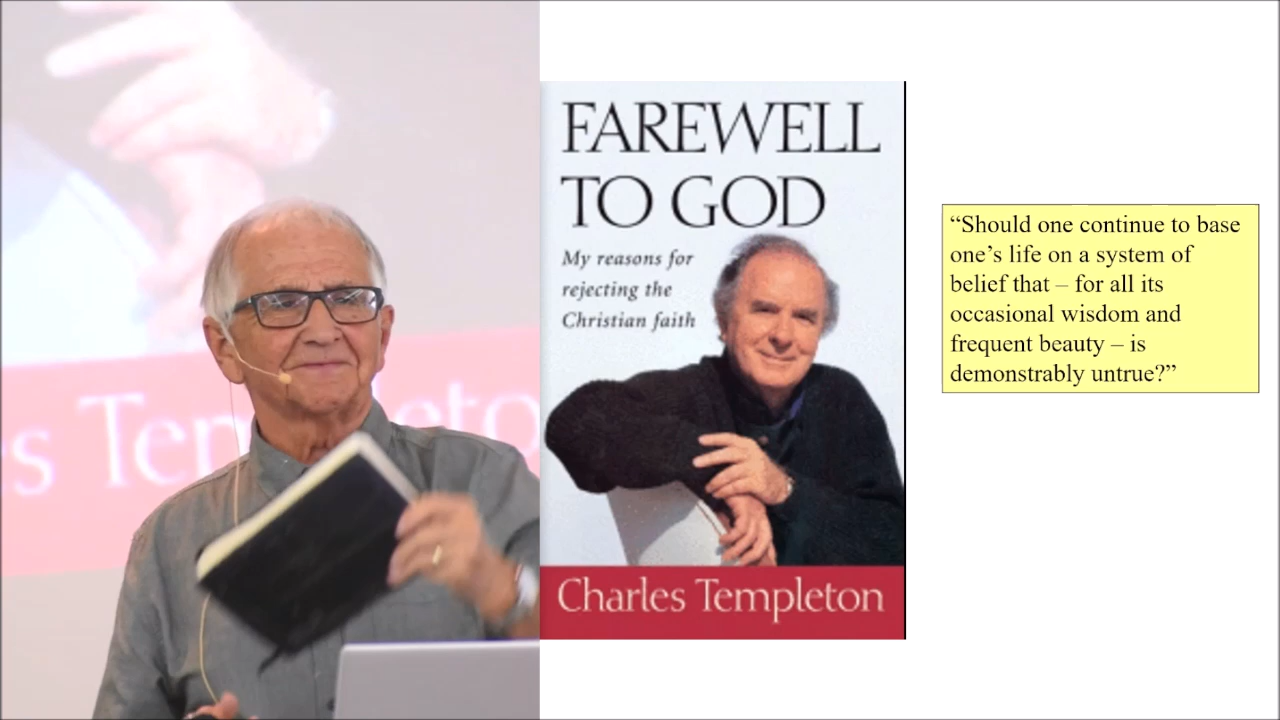 FAREWELL
TO GOD
My reasons for
rejecting the
Christian faith
Charles Templeton
“Should one continue to base
one’s life on a system of
belief that – for all its
occasional wisdom and
frequent beauty – is
demonstrably untrue?”